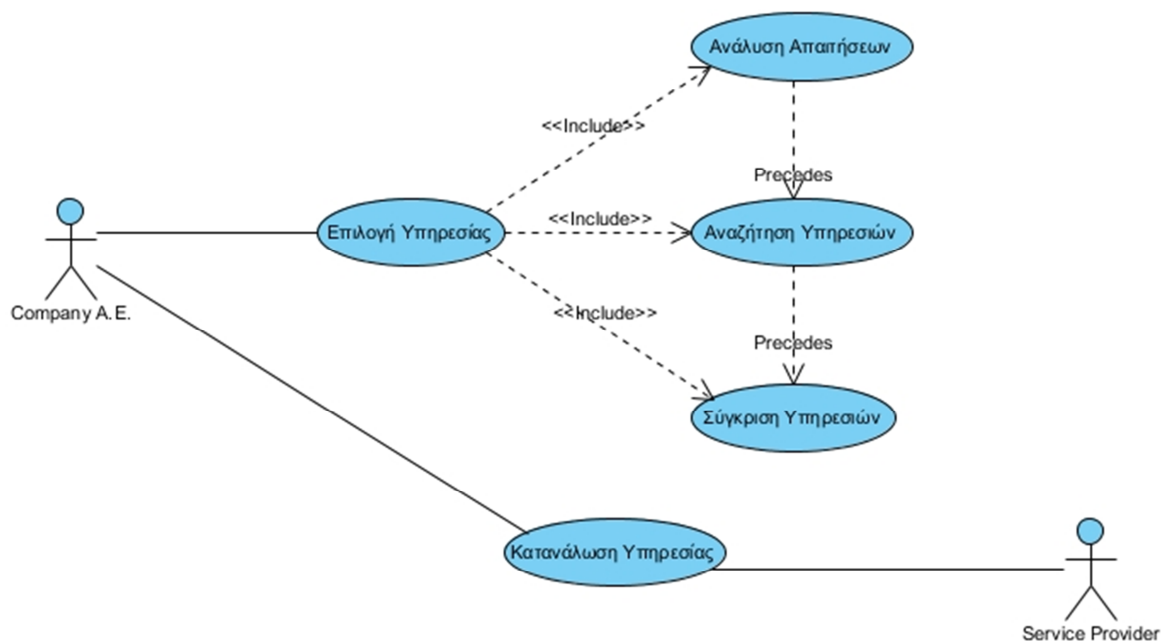 Ανάλυση Απαιτήσεων
<<Include>>
Precedes
<<Include>>
Επιλογή Υπηρεσίας
Αναζήτηση Υπηρεσιών
Company A.E.
<<Include>>
Precedes
Σύγκριση Υπηρεσιών
Κατανάλωση Υπηρεσίας
Service Provider